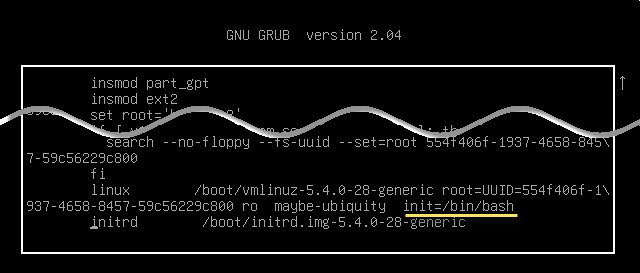 GNU GRUB version 2.04
insmod part_gpt
insmod ext2
set root='h
search --no-floppy --fs-uuid --set=root 554f406f-1937-4658-845\
7-59c56229c800
fi
linux /boot/vmlinuz-5.4.0-28-generic root=UUID=554f406f-1\
937-4658-8457-59c56229c800 ro maybe-ubiquity init=/bin/bash
initrd /boot/initrd.img-5.4.0-28-generic